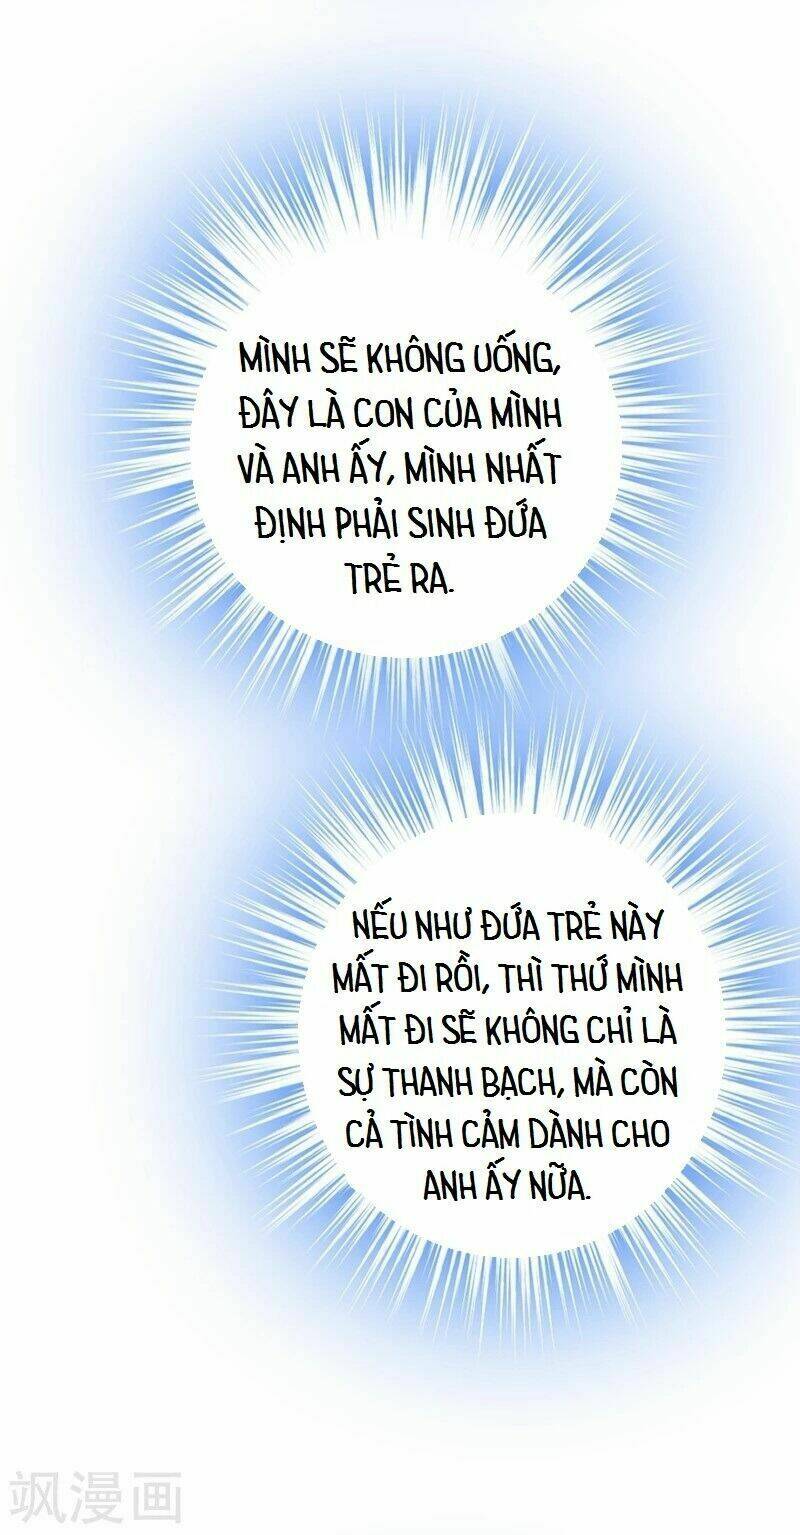 MÌNH SẼ KHÔNG UỐNG,
ĐÂY LÀ CON CỦA MÌNH
VÀ ANH ẤY, MÌNH NHẤT
ĐỊNH PHẢI SINH ĐỨA
TRẺ RA.
NẾU NHƯ ĐỨA TRẺ NÀY
MẤT ĐI RỒI, THÌ THỨ MÌNH
MẤT ĐI SẼ KHÔNG CHỈ LÀ
SỰ THANH BẠCH, MÀ CÒN
CẢ TÌNH CẢM DÀNH CHO
ANH ẤY NỮA.
飒漫画